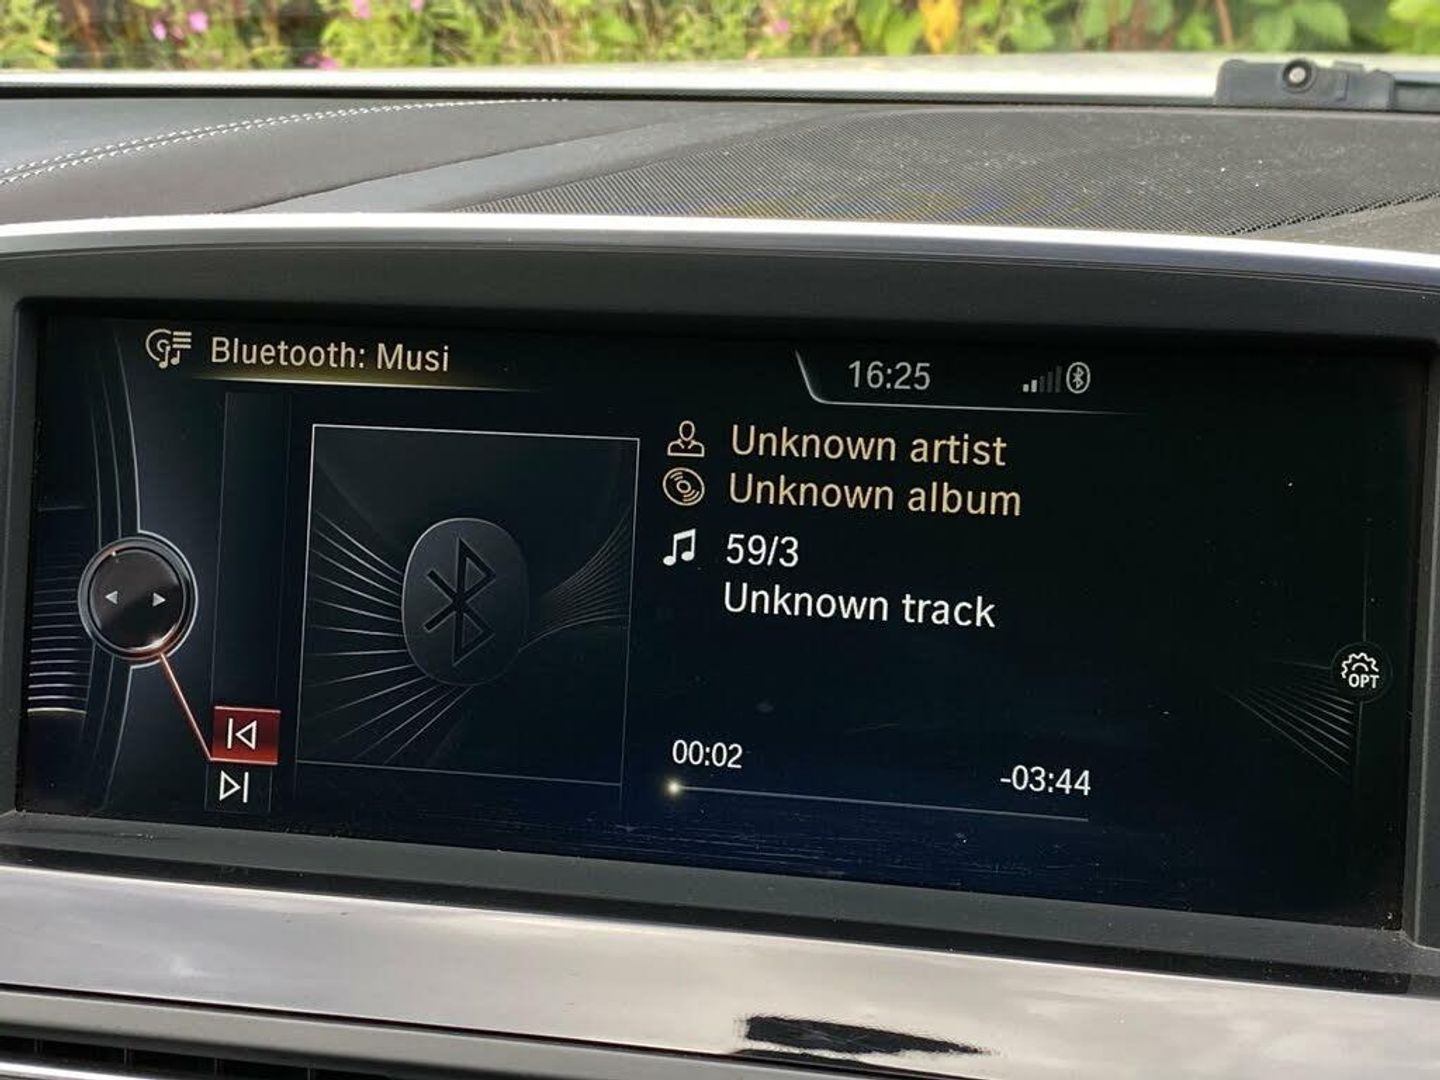 Bluetooth: Musi
16:25
Unknown artist
Unknown album
59/3
Unknown track
00:02
-03:44
OPT